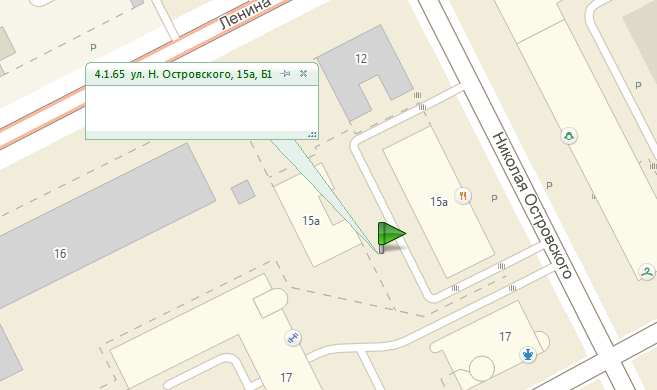 Ленина
P
12
4.1.65 ул. Н. Островского, 15а, Б1
P
Николая Островского
15а
P
P
15а
16
17
17